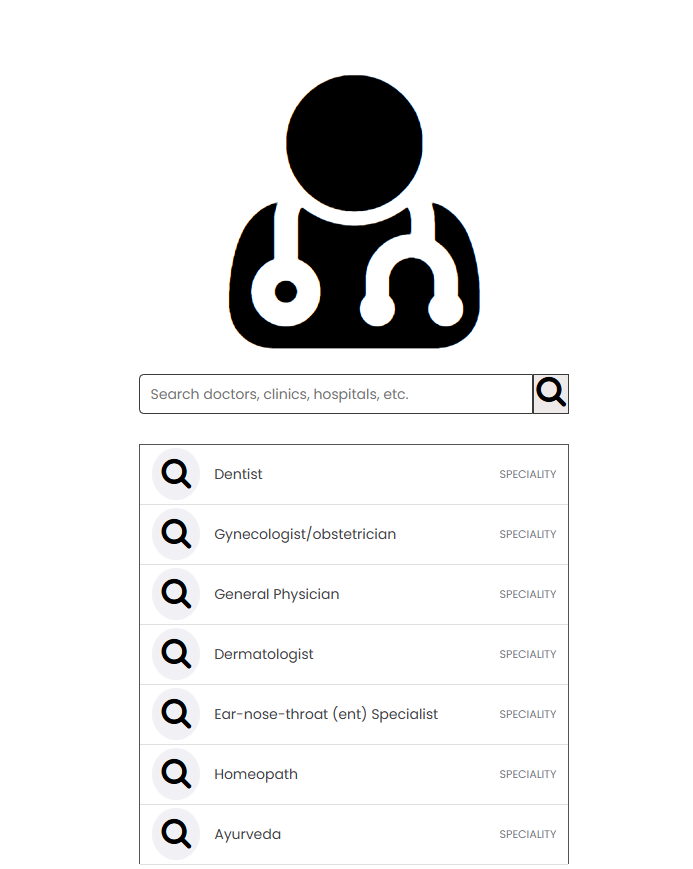 Search doctors, clinics, hospitals, etc.
Dentist SPECIALITY
Gynecologist/obstetrician SPECIALITY
General Physician SPECIALITY
Dermatologist SPECIALITY
Ear-nose-throat (ent) Specialist SPECIALITY
Homeopath SPECIALITY
Ayurveda SPECIALITY